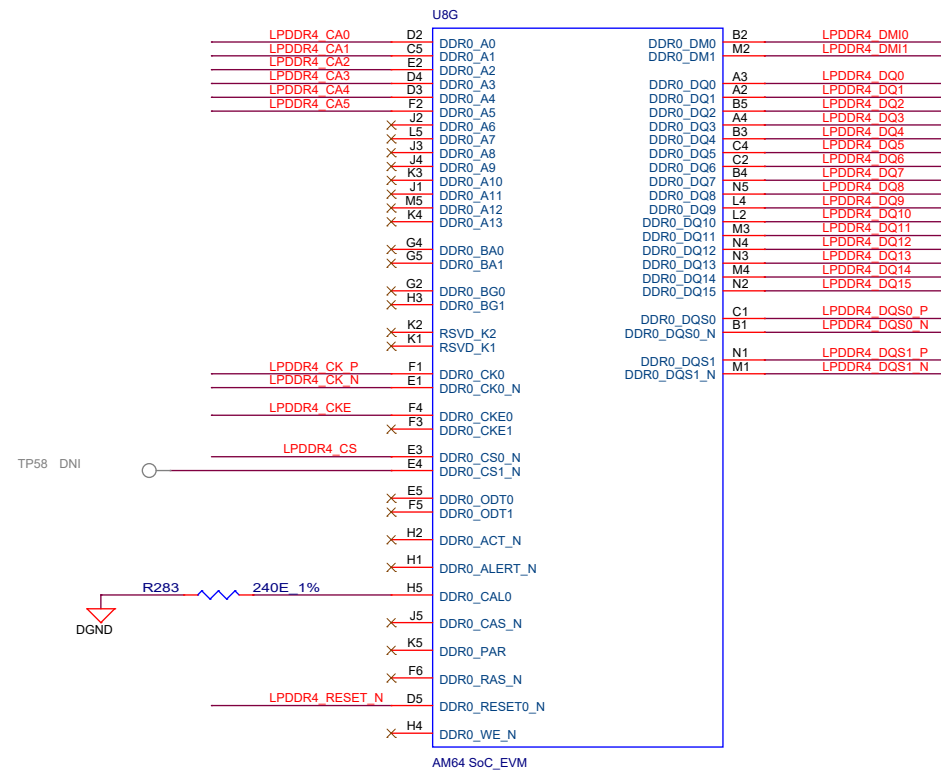 U8G
LPDDR4_CA0 D2 DDR0_A0 DDR0_DM0 B2 LPDDR4_DMI0
LPDDR4_CA1 C5 DDR0_A1 DDR0_DM1 M2 LPDDR4_DMI1
LPDDR4_CA2 E2 DDR0_A2
LPDDR4_CA3 D4 DDR0_A3 DDR0_DQ0 A3 LPDDR4_DQ0
LPDDR4_CA4 D3 DDR0_A4 DDR0_DQ1 A2 LPDDR4_DQ1
LPDDR4_CA5 F2 DDR0_A5 DDR0_DQ2 B5 LPDDR4_DQ2
J2 DDR0_A6 DDR0_DQ3 A4 LPDDR4_DQ3
L5 DDR0_A7 DDR0_DQ4 B3 LPDDR4_DQ4
J3 DDR0_A8 DDR0_DQ5 C4 LPDDR4_DQ5
J4 DDR0_A9 DDR0_DQ6 C2 LPDDR4_DQ6
K3 DDR0_A10 DDR0_DQ7 B4 LPDDR4_DQ7
J1 DDR0_A11 DDR0_DQ8 N5 LPDDR4_DQ8
M5 DDR0_A12 DDR0_DQ9 L4 LPDDR4_DQ9
K4 DDR0_A13 DDR0_DQ10 L2 LPDDR4_DQ10
DDR0_DQ11 M3 LPDDR4_DQ11
G4 DDR0_BA0 DDR0_DQ12 N4 LPDDR4_DQ12
G5 DDR0_BA1 DDR0_DQ13 N3 LPDDR4_DQ13
DDR0_DQ14 M4 LPDDR4_DQ14
G2 DDR0_BG0 DDR0_DQ15 N2 LPDDR4_DQ15
H3 DDR0_BG1
DDR0_DQS0 C1 LPDDR4_DQS0_P
K2 RSVD_K2 DDR0_DQS0_N B1 LPDDR4_DQS0_N
K1 RSVD_K1
DDR0_DQS1 N1 LPDDR4_DQS1_P
LPDDR4_CK_P F1 DDR0_CK0 DDR0_DQS1_N M1 LPDDR4_DQS1_N
LPDDR4_CK_N E1 DDR0_CK0_N
LPDDR4_CKE F4 DDR0_CKE0
F3 DDR0_CKE1
LPDDR4_CS E3 DDR0_CS0_N
TP58 DNI E4 DDR0_CS1_N
E5 DDR0_ODT0
F5 DDR0_ODT1
H2 DDR0_ACT_N
H1 DDR0_ALERT_N
R283 240E_1% H5 DDR0_CAL0
DGND
J5 DDR0_CAS_N
K5 DDR0_PAR
F6 DDR0_RAS_N
LPDDR4_RESET_N D5 DDR0_RESET0_N
H4 DDR0_WE_N
AM64 SoC_EVM